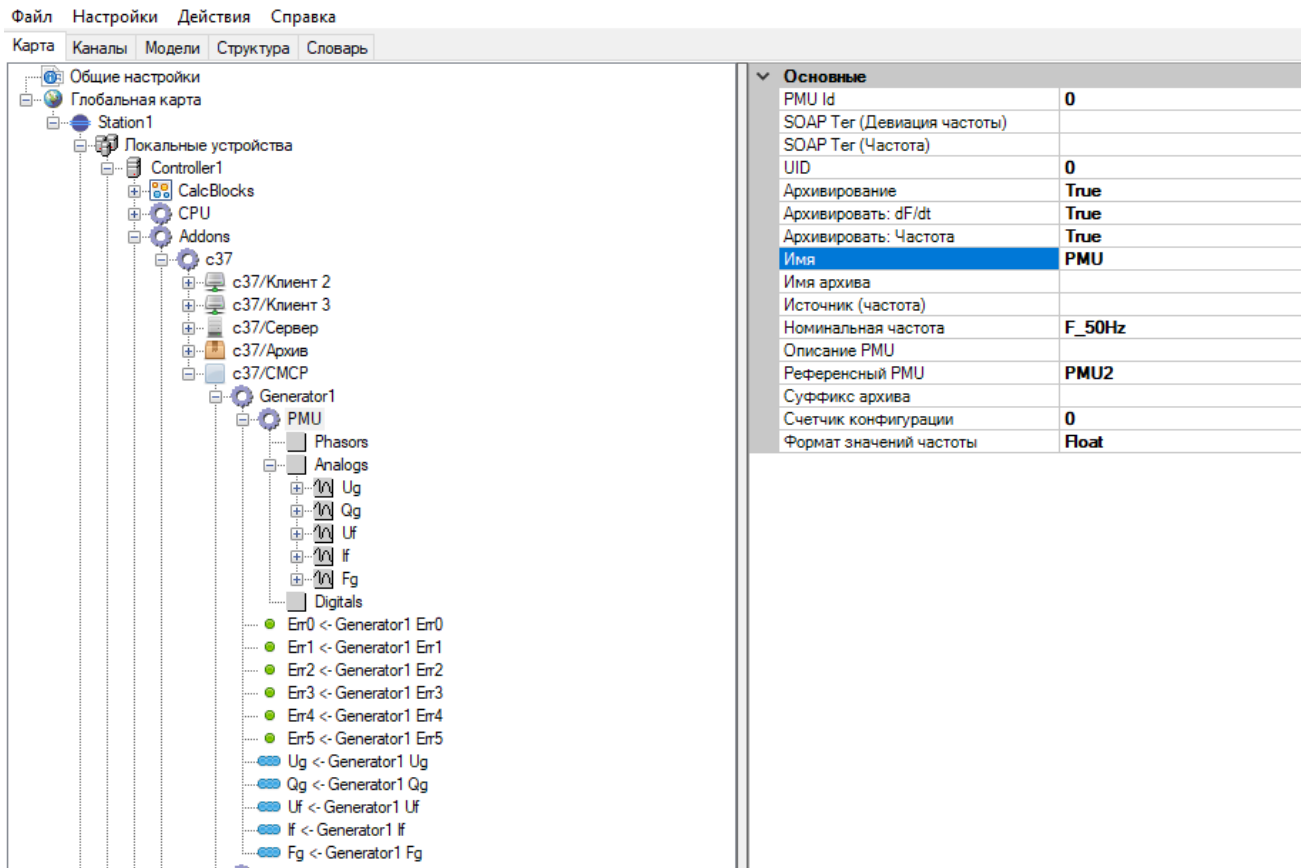 Файл Настройки Действия Справка
Карта Каналы Модели Структура Словарь
Общие настройки
Глобальная карта
Station1
Локальные устройства
Controller1
CalcBlocks
CPU
Addons
c37
c37/Клиент 2
c37/Клиент 3
c37/Сервер
c37/Архив
c37/СМСР
Generator1
PMU
Phasors
Analogs
Ug
Qg
Uf
If
Fg
Digitals
Err0 <- Generator1 Err0
Err1 <- Generator1 Err1
Err2 <- Generator1 Err2
Err3 <- Generator1 Err3
Err4 <- Generator1 Err4
Err5 <- Generator1 Err5
Ug <- Generator1 Ug
Qg <- Generator1 Qg
Uf <- Generator1 Uf
If <- Generator1 If
Fg <- Generator1 Fg
Основные
PMU Id 0
SOAP Тег (Девиация частоты)
SOAP Тег (Частота)
UID 0
Архивирование True
Архивировать: dF/dt True
Архивировать: Частота True
Имя PMU
Имя архива
Источник (частота)
Номинальная частота F_50Hz
Описание PMU
Референсный PMU PMU2
Суффикс архива
Счетчик конфигурации 0
Формат значений частоты Float